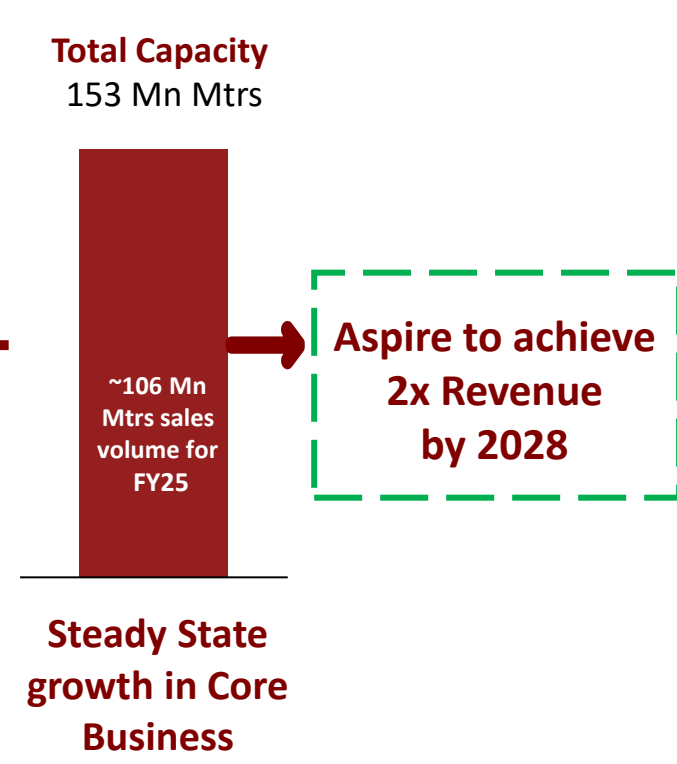 Total Capacity
153 Mn Mtrs
~106 Mn
Mtrs sales
volume for
FY25
Aspire to achieve
2x Revenue
by 2028
Steady State
growth in Core
Business